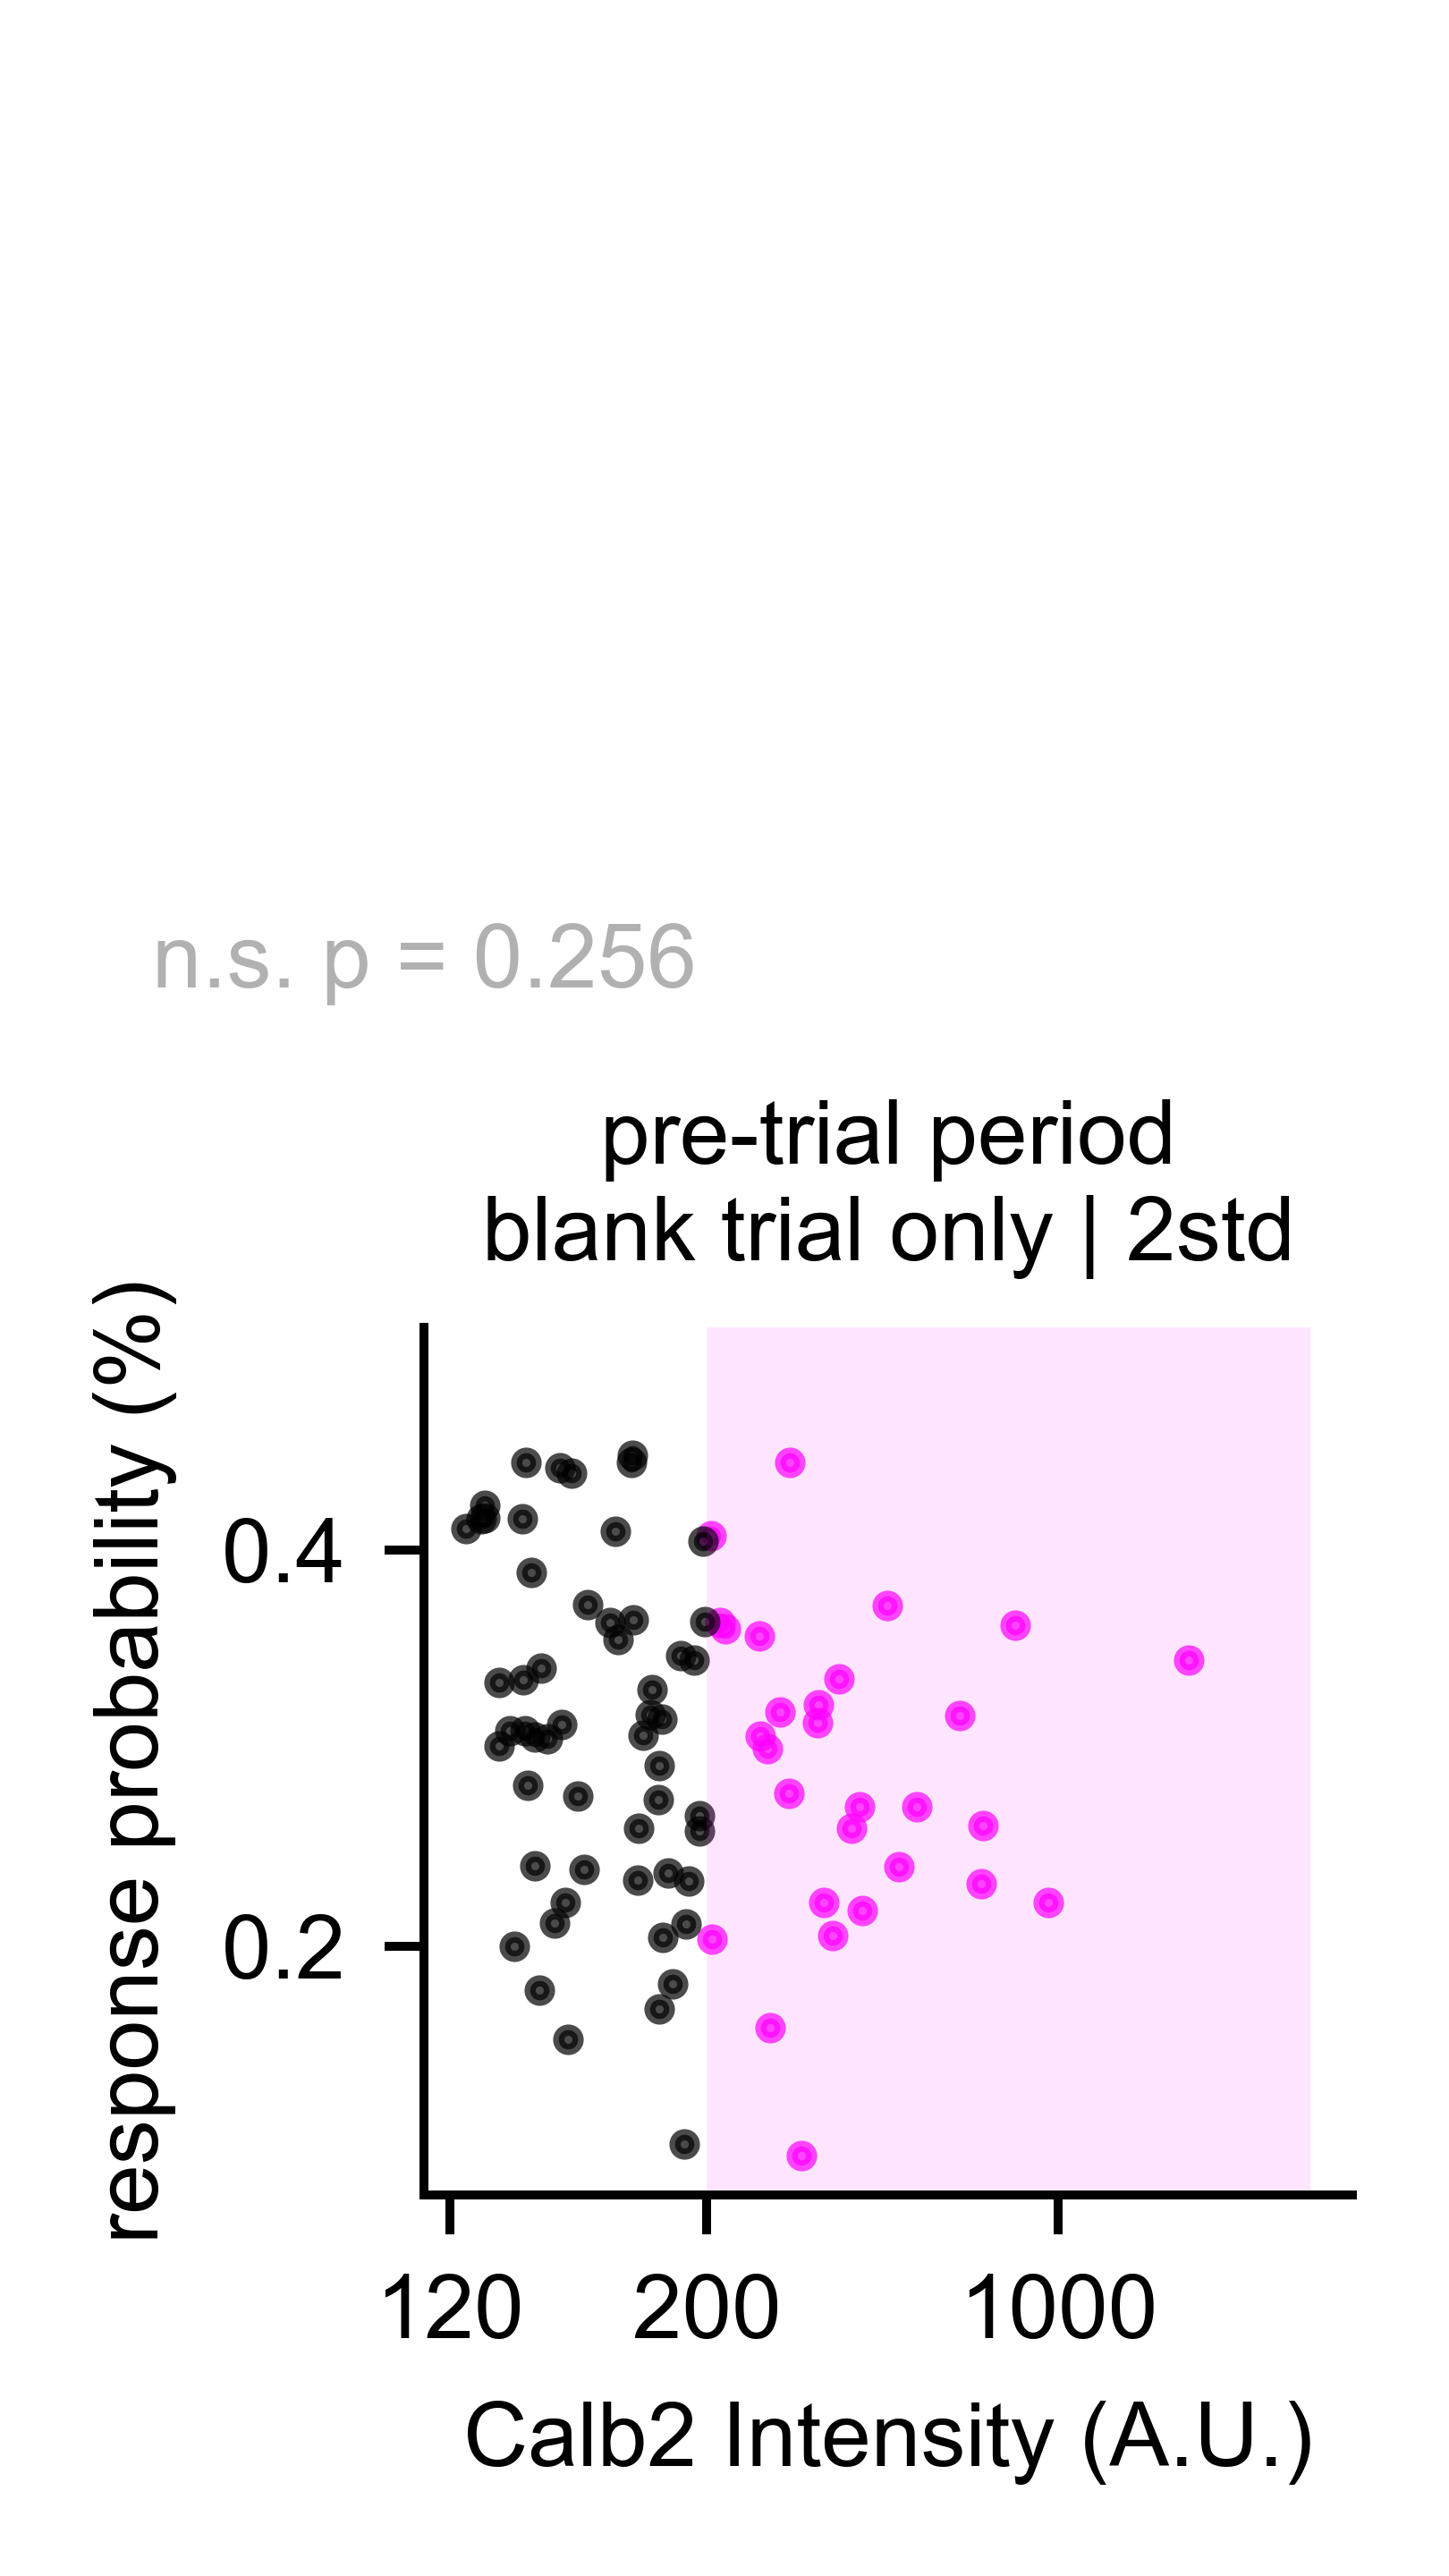 n.s. p = 0.256
pre-trial period
blank trial only | 2std
response probability (%)
0.4
0.2
120 200 1000
Calb2 Intensity (A.U.)